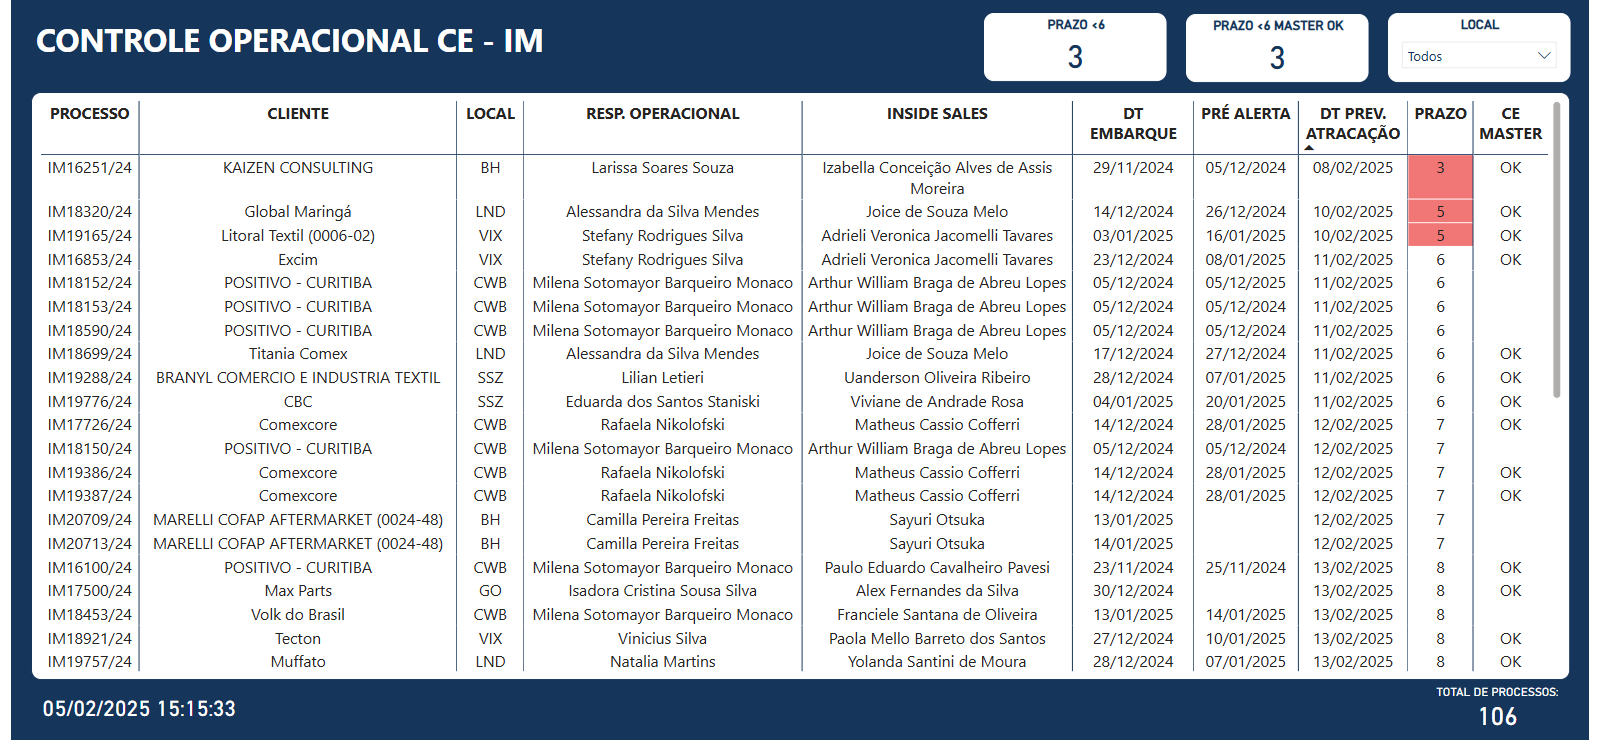 CONTROLE OPERACIONAL CE - IM
PRAZO <6
3
PRAZO <6 MASTER OK
3
LOCAL
Todos
PROCESSO CLIENTE LOCAL RESP. OPERACIONAL INSIDE SALES DT EMBARQUE PRÉ ALERTA DT PREV. ATRACAÇÃO PRAZO CE MASTER
IM16251/24 KAIZEN CONSULTING BH Larissa Soares Souza Izabella Conceição Alves de Assis Moreira 29/11/2024 05/12/2024 08/02/2025 3 OK
IM18320/24 Global Maringá LND Alessandra da Silva Mendes Joice de Souza Melo 14/12/2024 26/12/2024 10/02/2025 5 OK
IM19165/24 Litoral Textil (0006-02) VIX Stefany Rodrigues Silva Adrieli Veronica Jacomelli Tavares 03/01/2025 16/01/2025 10/02/2025 5 OK
IM16853/24 Excim VIX Stefany Rodrigues Silva Adrieli Veronica Jacomelli Tavares 23/12/2024 08/01/2025 11/02/2025 6 OK
IM18152/24 POSITIVO - CURITIBA CWB Milena Sotomayor Barqueiro Monaco Arthur William Braga de Abreu Lopes 05/12/2024 05/12/2024 11/02/2025 6
IM18153/24 POSITIVO - CURITIBA CWB Milena Sotomayor Barqueiro Monaco Arthur William Braga de Abreu Lopes 05/12/2024 05/12/2024 11/02/2025 6
IM18590/24 POSITIVO - CURITIBA CWB Milena Sotomayor Barqueiro Monaco Arthur William Braga de Abreu Lopes 05/12/2024 05/12/2024 11/02/2025 6
IM18699/24 Titania Comex LND Alessandra da Silva Mendes Joice de Souza Melo 17/12/2024 27/12/2024 11/02/2025 6 OK
IM19288/24 BRANYL COMERCIO E INDUSTRIA TEXTIL SSZ Lilian Letieri Uanderson Oliveira Ribeiro 28/12/2024 07/01/2025 11/02/2025 6 OK
IM19776/24 CBC SSZ Eduarda dos Santos Staniski Viviane de Andrade Rosa 04/01/2025 20/01/2025 11/02/2025 6 OK
IM17726/24 Comexcore CWB Rafaela Nikolofski Matheus Cassio Cofferri 14/12/2024 28/01/2025 12/02/2025 7 OK
IM18150/24 POSITIVO - CURITIBA CWB Milena Sotomayor Barqueiro Monaco Arthur William Braga de Abreu Lopes 05/12/2024 05/12/2024 12/02/2025 7
IM19386/24 Comexcore CWB Rafaela Nikolofski Matheus Cassio Cofferri 14/12/2024 28/01/2025 12/02/2025 7 OK
IM19387/24 Comexcore CWB Rafaela Nikolofski Matheus Cassio Cofferri 14/12/2024 28/01/2025 12/02/2025 7 OK
IM20709/24 MARELLI COFAP AFTERMARKET (0024-48) BH Camilla Pereira Freitas Sayuri Otsuka 13/01/2025 12/02/2025 7
IM20713/24 MARELLI COFAP AFTERMARKET (0024-48) BH Camilla Pereira Freitas Sayuri Otsuka 14/01/2025 12/02/2025 7
IM16100/24 POSITIVO - CURITIBA CWB Milena Sotomayor Barqueiro Monaco Paulo Eduardo Cavalheiro Pavesi 23/11/2024 25/11/2024 13/02/2025 8 OK
IM17500/24 Max Parts GO Isadora Cristina Sousa Silva Alex Fernandes da Silva 30/12/2024 13/02/2025 8 OK
IM18453/24 Volk do Brasil CWB Milena Sotomayor Barqueiro Monaco Franciele Santana de Oliveira 13/01/2025 14/01/2025 13/02/2025 8
IM18921/24 Tecton VIX Vinicius Silva Paola Mello Barreto dos Santos 27/12/2024 10/01/2025 13/02/2025 8 OK
IM19757/24 Muffato LND Natalia Martins Yolanda Santini de Moura 28/12/2024 07/01/2025 13/02/2025 8 OK
05/02/2025 15:15:33
TOTAL DE PROCESSOS:
106